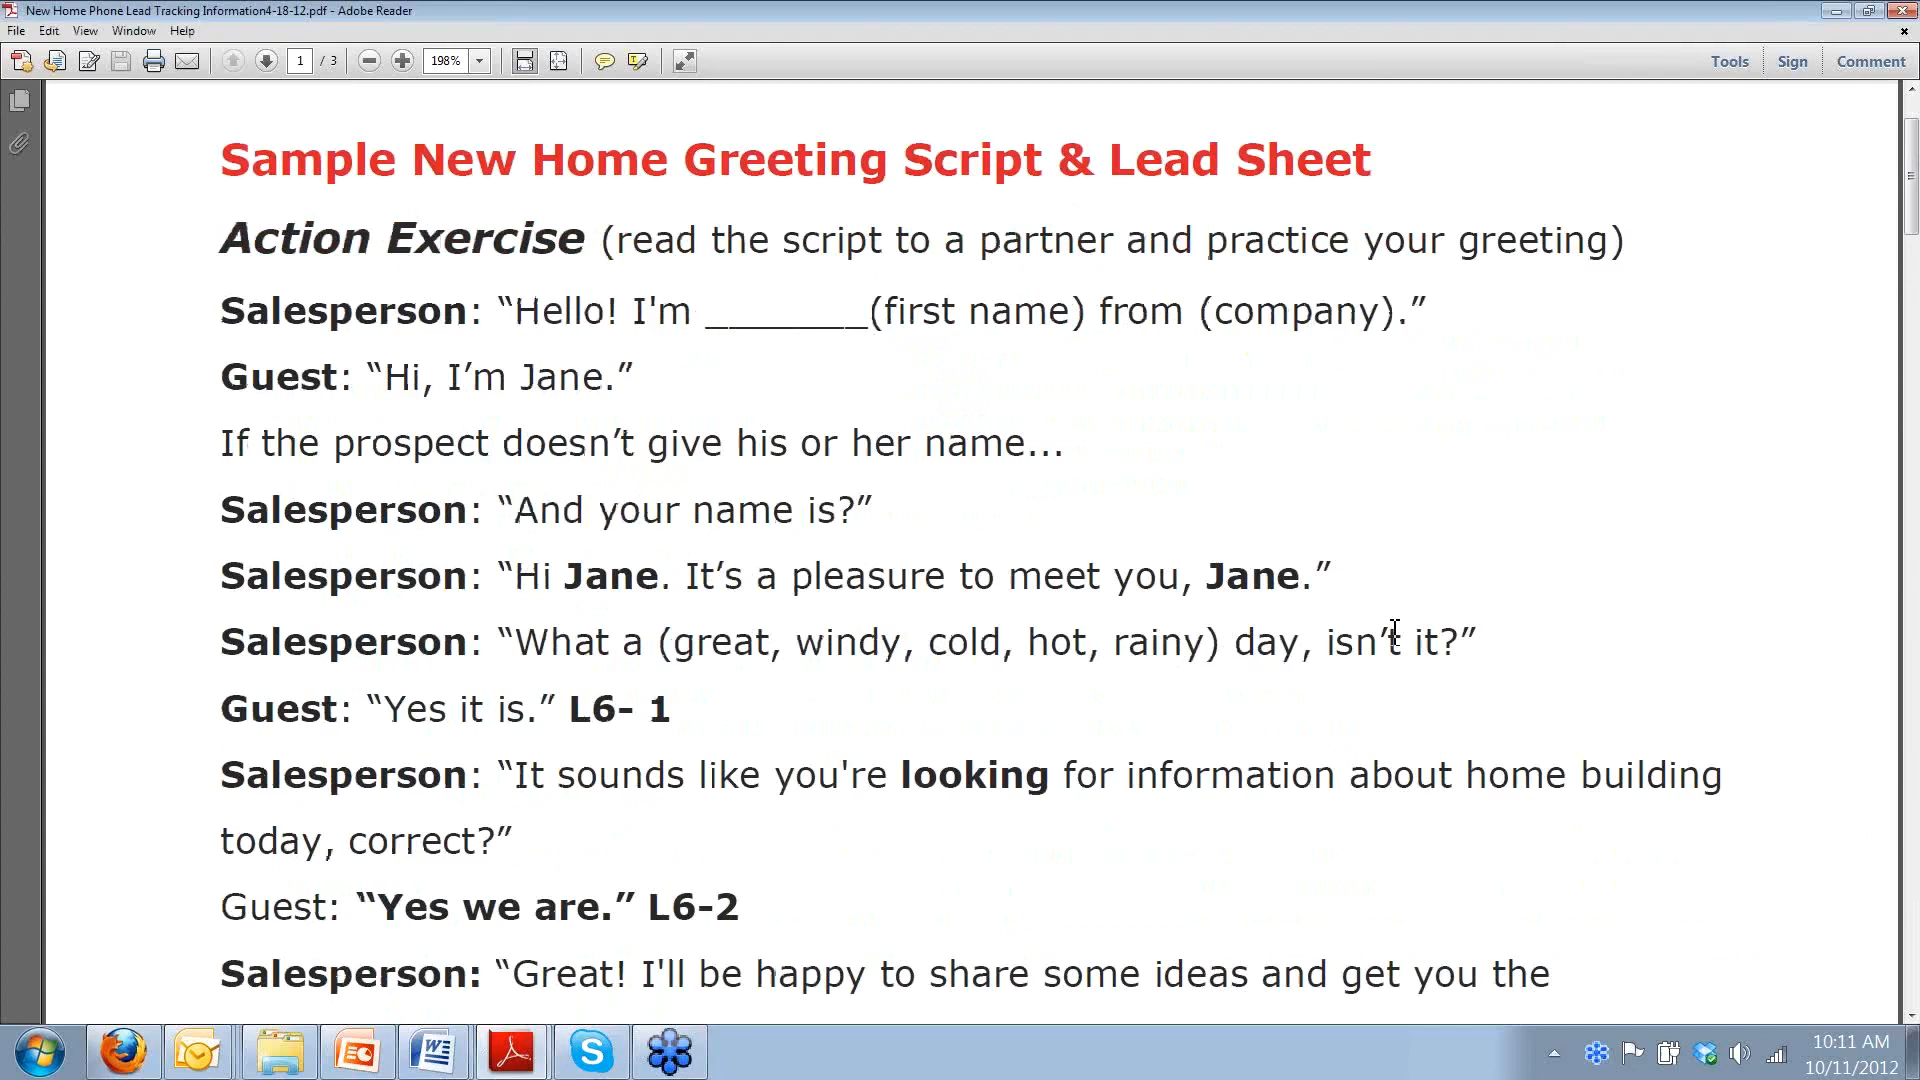 New Home Phone Lead Tracking Information4-18-12.pdf - Adobe Reader
File Edit View Window Help
1 / 3 198% Tools Sign Comment
Sample New Home Greeting Script & Lead Sheet
Action Exercise (read the script to a partner and practice your greeting)
Salesperson: “Hello! I'm _______(first name) from (company).”
Guest: “Hi, I’m Jane.”
If the prospect doesn’t give his or her name...
Salesperson: “And your name is?”
Salesperson: “Hi Jane. It’s a pleasure to meet you, Jane.”
Salesperson: “What a (great, windy, cold, hot, rainy) day, isn’t it?”
Guest: “Yes it is.” L6- 1
Salesperson: “It sounds like you're looking for information about home building
today, correct?”
Guest: “Yes we are.” L6-2
Salesperson: “Great! I'll be happy to share some ideas and get you the
10:11 AM
10/11/2012